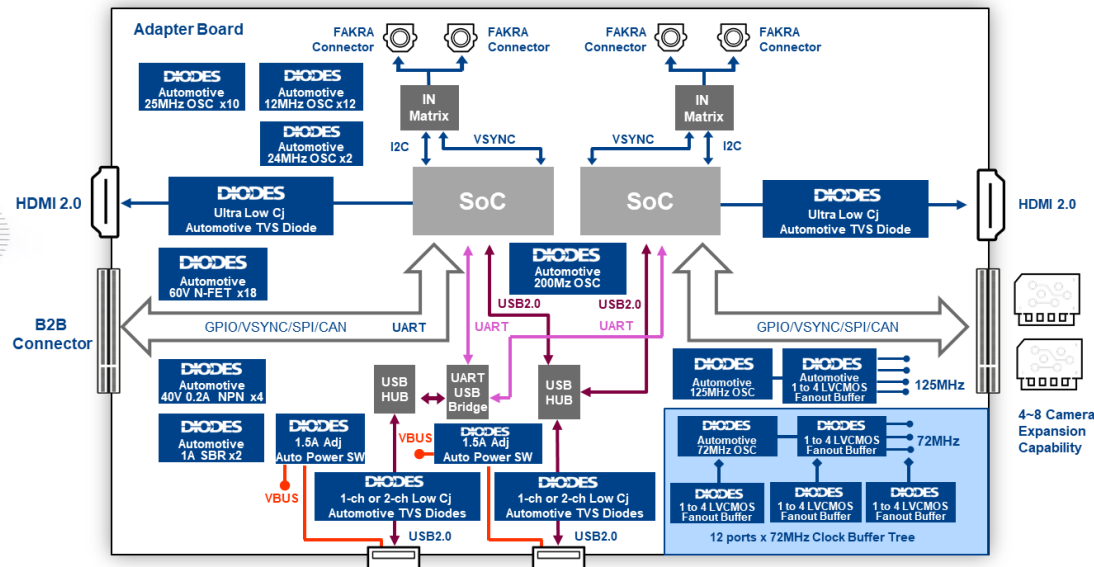 Adapter Board
FAKRA
Connector
FAKRA
Connector
FAKRA
Connector
FAKRA
Connector
DIODES
Automotive
25MHz OSC x10
DIODES
Automotive
12MHz OSC x12
DIODES
Automotive
24MHz OSC x2
IN
Matrix
IN
Matrix
I2C
VSYNC
VSYNC
I2C
SoC
SoC
HDMI 2.0
DIODES
Ultra Low Cj
Automotive TVS Diode
DIODES
Ultra Low Cj
Automotive TVS Diode
HDMI 2.0
DIODES
Automotive
60V N-FET x18
DIODES
Automotive
200Mz OSC
USB2.0
USB2.0
B2B
Connector
GPIO/VSYNC/SPI/CAN
UART
UART
UART
GPIO/VSYNC/SPI/CAN
DIODES
Automotive
40V 0.2A NPN x4
USB
HUB
UART
USB
Bridge
USB
HUB
DIODES
Automotive
125MHz OSC
DIODES
Automotive
1 to 4 LVCMOS
Fanout Buffer
125MHz
4~8 Camera
Expansion
Capability
DIODES
Automotive
1A SBR x2
DIODES
1.5A Adj
Auto Power SW
VBUS
VBUS
DIODES
1.5A Adj
Auto Power SW
DIODES
Automotive
72MHz OSC
DIODES
1 to 4 LVCMOS
Fanout Buffer
72MHz
DIODES
1-ch or 2-ch Low Cj
Automotive TVS Diodes
DIODES
1-ch or 2-ch Low Cj
Automotive TVS Diodes
DIODES
1 to 4 LVCMOS
Fanout Buffer
DIODES
1 to 4 LVCMOS
Fanout Buffer
DIODES
1 to 4 LVCMOS
Fanout Buffer
USB2.0
USB2.0
12 ports x 72MHz Clock Buffer Tree